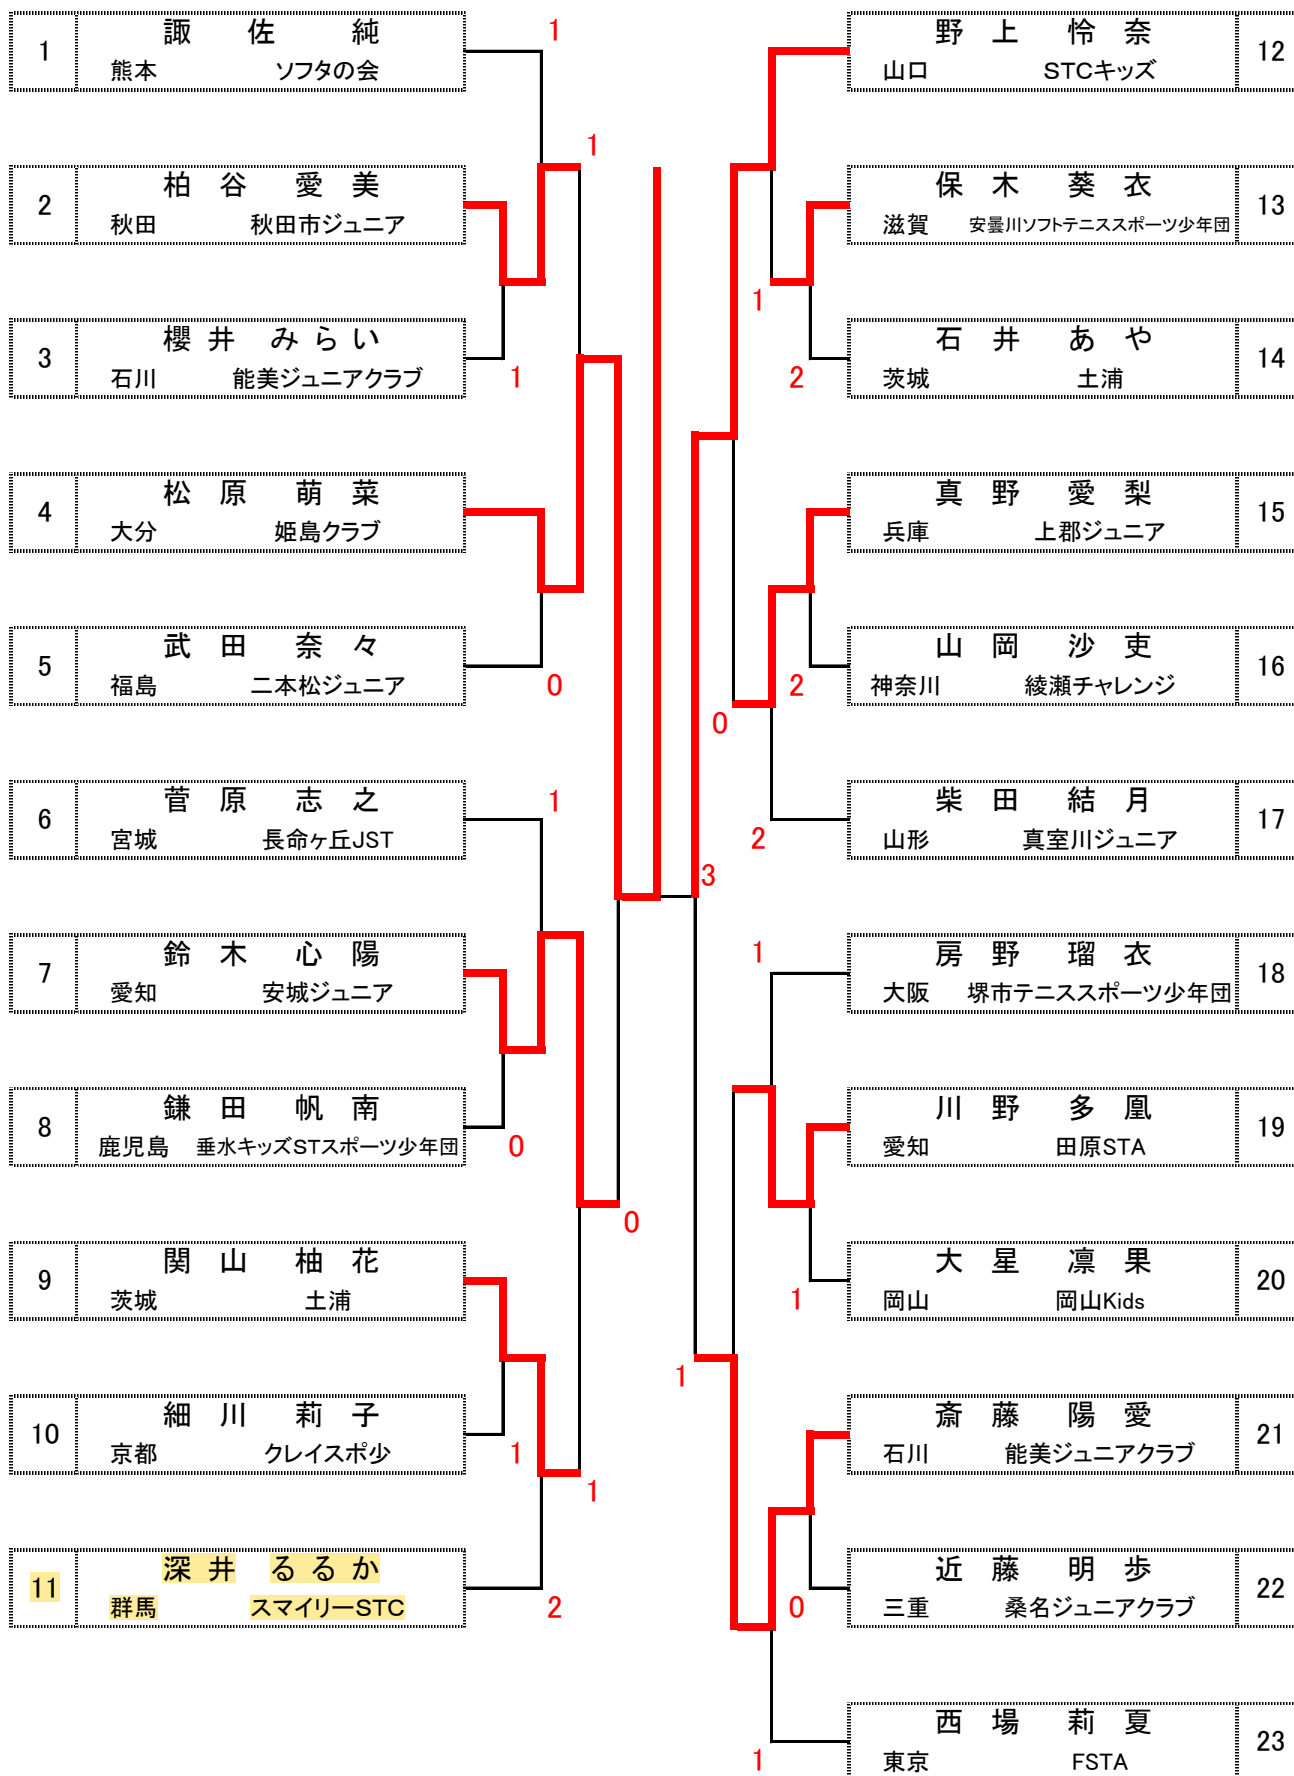 1
諏佐 純
熊本 ソフタの会
1
1
2
柏谷 愛美
秋田 秋田市ジュニア
3
櫻井 みらい
石川 能美ジュニアクラブ
1
4
松原 萌菜
大分 姫島クラブ
5
武田 奈々
福島 二本松ジュニア
0
6
菅原 志之
宮城 長命ヶ丘JST
1
7
鈴木 心陽
愛知 安城ジュニア
8
鎌田 帆南
鹿児島 垂水キッズSTスポーツ少年団
0
0
9
関山 柚花
茨城 土浦
10
細川 莉子
京都 クレイスポ少
1
1
11
深井 るるか
群馬 スマイリーSTC
2
野上 怜奈
山口 STCキッズ
12
保木 葵衣
滋賀 安曇川ソフトテニススポーツ少年団
13
1
石井 あや
茨城 土浦
14
2
真野 愛梨
兵庫 上郡ジュニア
15
山岡 沙吏
神奈川 綾瀬チャレンジ
16
2
0
柴田 結月
山形 真室川ジュニア
17
2
3
1
房野 瑠衣
大阪 堺市テニススポーツ少年団
18
川野 多凰
愛知 田原STA
19
大星 凛果
岡山 岡山Kids
20
1
1
斎藤 陽愛
石川 能美ジュニアクラブ
21
近藤 明歩
三重 桑名ジュニアクラブ
22
0
西場 莉夏
東京 FSTA
23
1